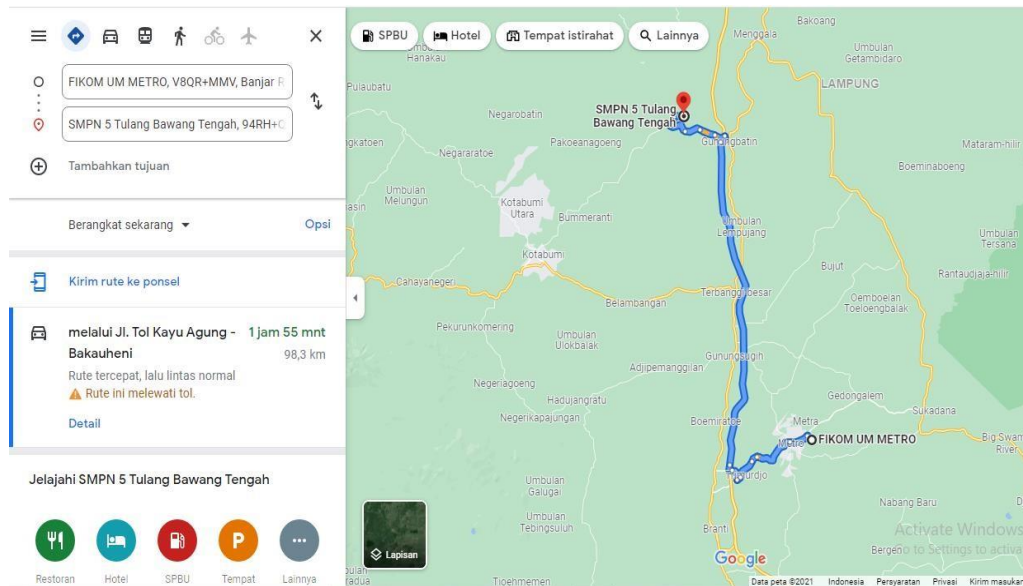 FIKOM UM METRO, V8QR+MMV, Banjar R
SMPN 5 Tulang Bawang Tengah, 94RH+
Tambahkan tujuan
Berangkat sekarang
Opsi
Kirim rute ke ponsel
melalui Jl. Tol Kayu Agung - 1 jam 55 mnt
Bakauheni 98,3 km
Rute tercepat, lalu lintas normal
Rute ini melewati tol.
Detail
Jelajahi SMPN 5 Tulang Bawang Tengah
Restoran
Hotel
SPBU
Tempat
Lainnya
SPBU
Hotel
Tempat istirahat
Lainnya
Bakoang
Menggala
Umbulan
Getambidaro
Hanakau
Pulaubatu
LAMPUNG
Negarobatin
SMPN 5 Tulang
Bawang Tengah
gkatoen
Negararatoe
Pakoeanagoeng
Gunungbatin
Mataram-hilir
Boeminaboeng
Umbulan
Melungun
Kotabumi
Utara
Bummeranti
Umbulan
Lempujang
Umbulan
Tersana
Kotabumi
Bujut
Rantaudjaja-hilir
Cahayanegeri
Terbanggibesar
Belambangan
Oemboelan
Toeloengbalak
Pekurunkomering
Umbulan
Ulokbalak
Gunungsugih
Adjipemanggilan
Negeriagoeng
Hadujangratu
Gedongalem
Negerikapajungan
Boemiratoe
Metra
Sukadana
Metro
FIKOM UM METRO
Big Swam
River
Umbulan
Galugai
Umbulan
Tebingsuluh
Nabang Baru
Branti
Activate Windows
to Settings to activa
Lapisan
Google
Tioehmemen
Data peta ©2021 Indonesia Persyaratan Privasi Kirim masukan